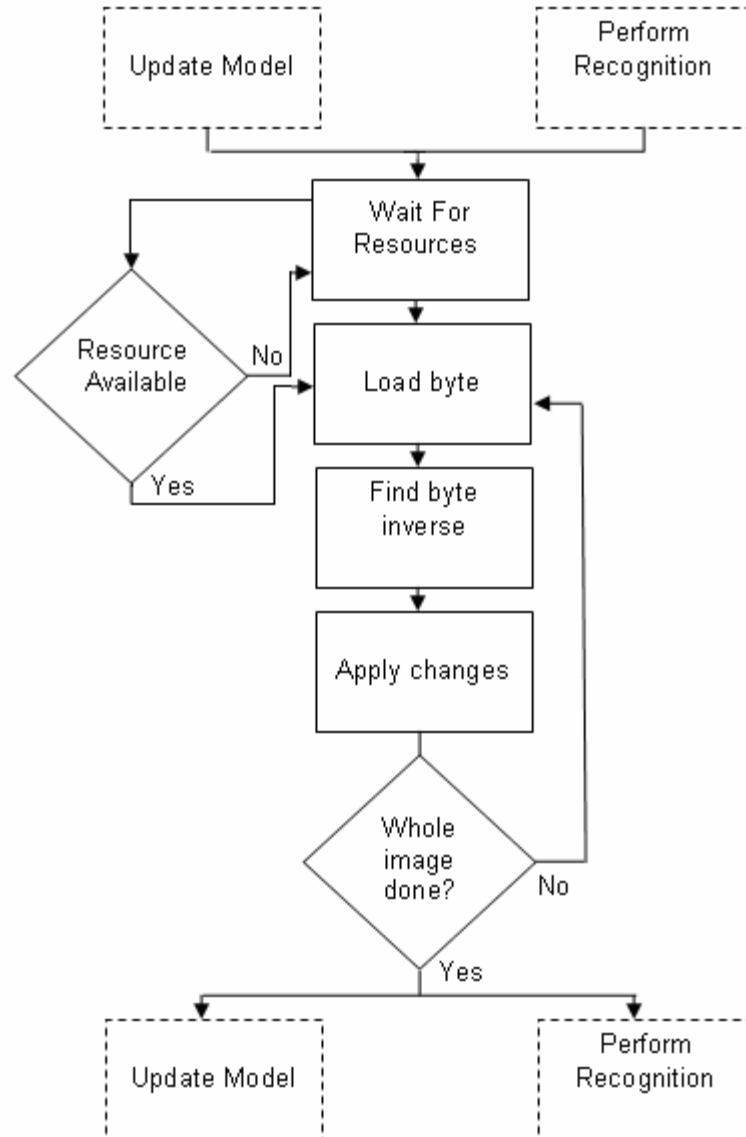 Update Model
Perform
Recognition
Wait For
Resources
Resource
Available
No
Load byte
Yes
Find byte
inverse
Apply changes
Whole
image
done?
No
Yes
Update Model
Perform
Recognition